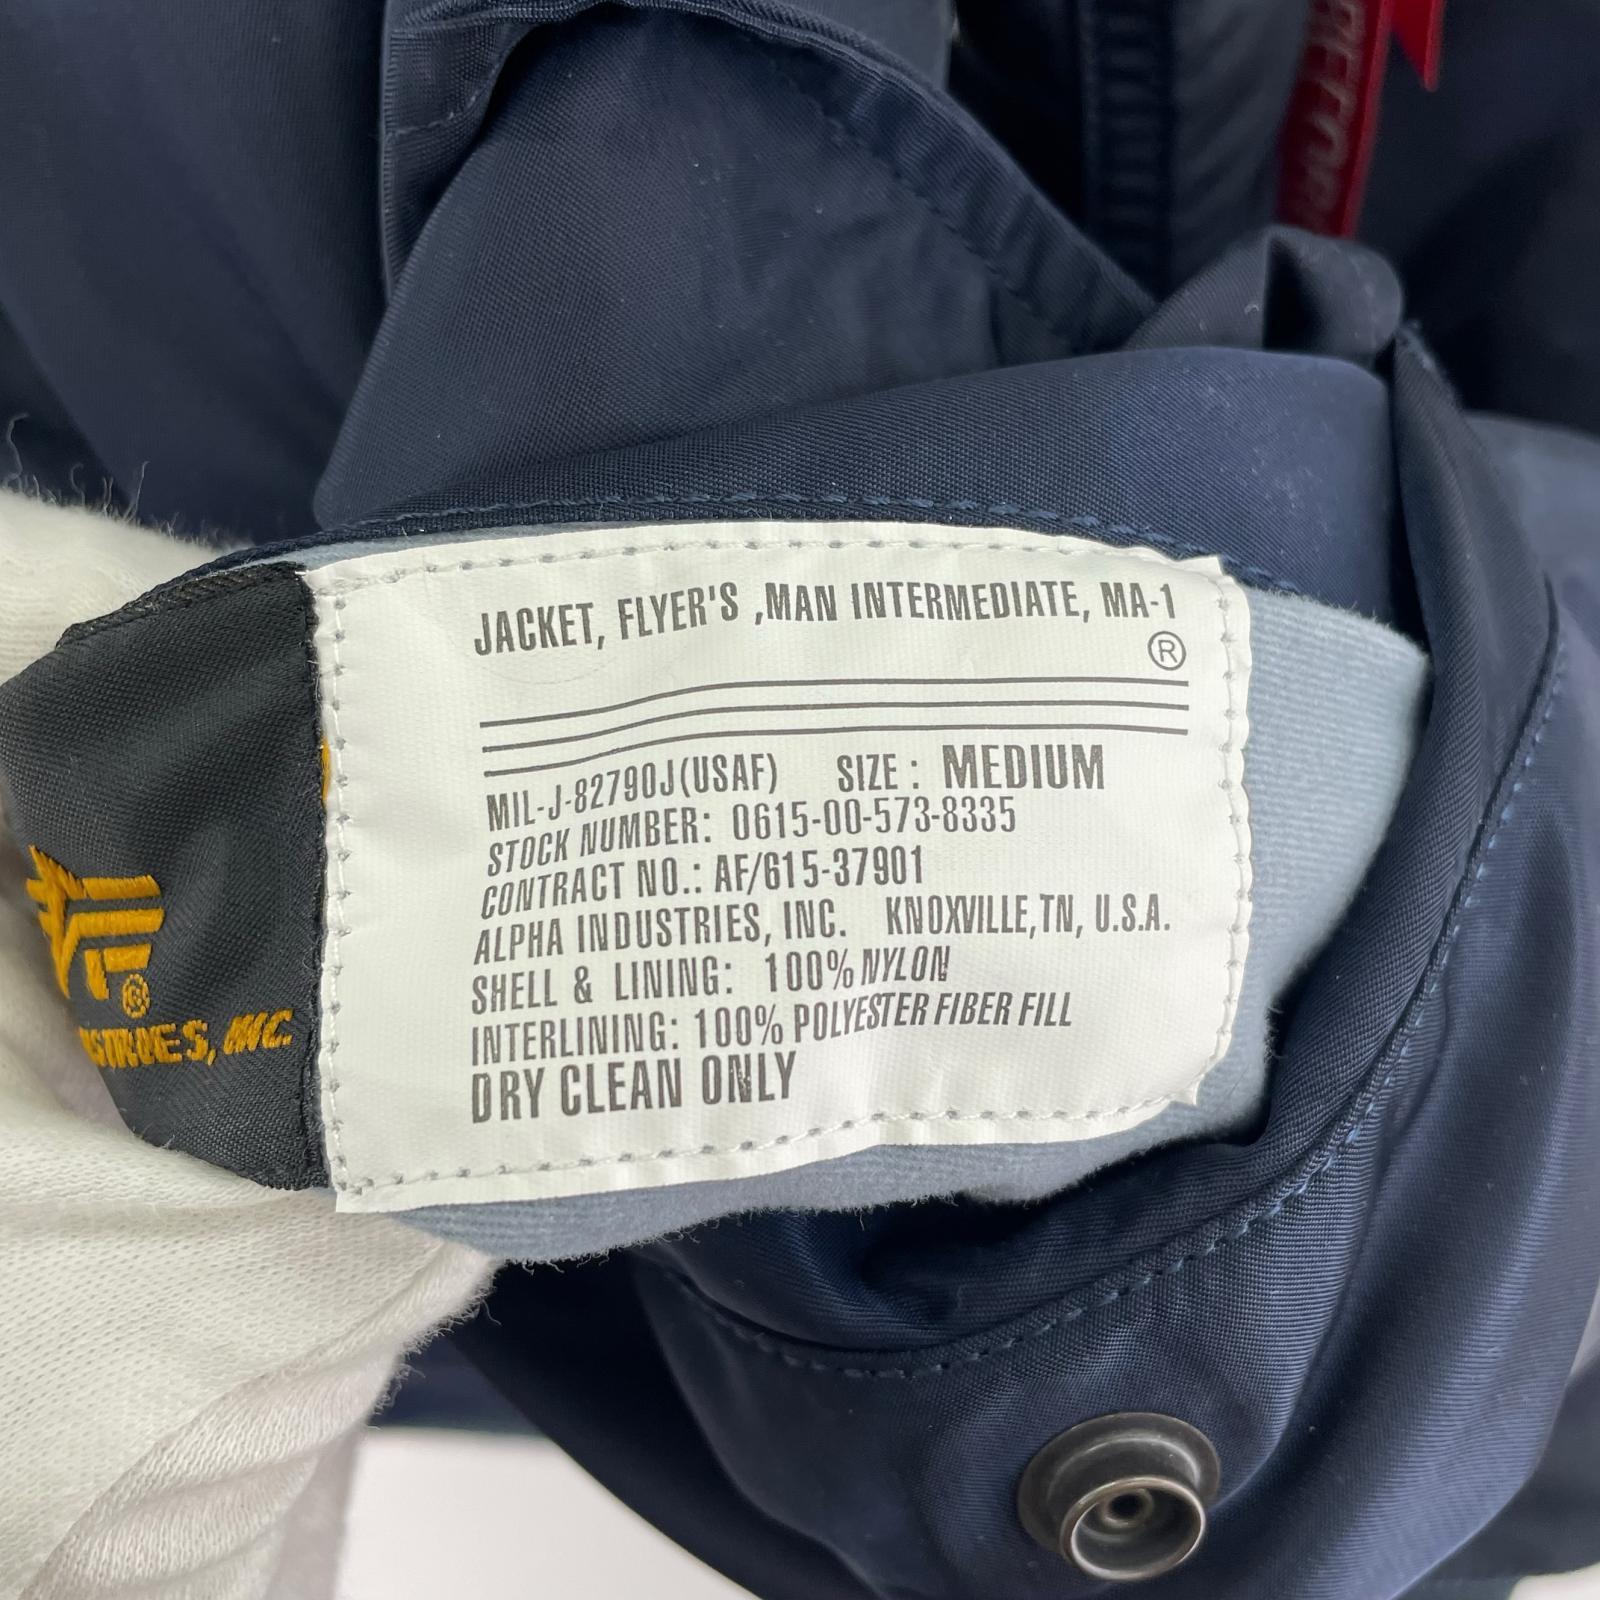 JACKET, FLYER'S ,MAN INTERMEDIATE, MA-1
®
MIL-J-82790J(USAF) SIZE : MEDIUM
STOCK NUMBER: 0615-00-573-8335
CONTRACT NO.: AF/615-37901
ALPHA INDUSTRIES, INC. KNOXVILLE,TN, U.S.A.
SHELL & LINING: 100% NYLON
INTERLINING: 100% POLYESTER FIBER FILL
DRY CLEAN ONLY
®
INC.